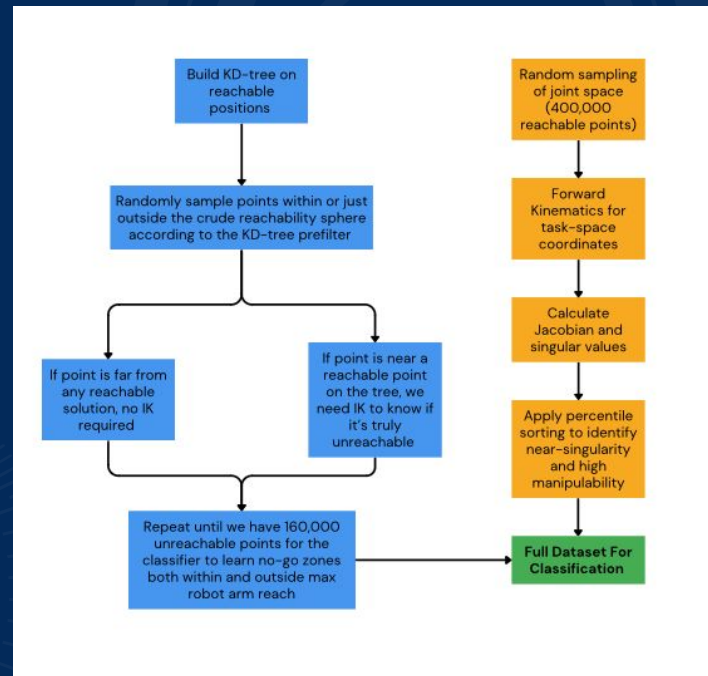 Build KD-tree on
reachable
positions
Randomly sample points within or just
outside the crude reachability sphere
according to the KD-tree prefilter
If point is far from
any reachable
solution, no IK
required
If point is near a
reachable point
on the tree, we
need IK to know if
it's truly
unreachable
Repeat until we have 160,000
unreachable points for the
classifier to learn no-go zones
both within and outside max
robot arm reach
Random sampling
of joint space
(400,000
reachable points)
Forward
Kinematics for
task-space
coordinates
Calculate
Jacobian and
singular values
Apply percentile
sorting to identify
near-singularity
and high
manipulability
Full Dataset For
Classification